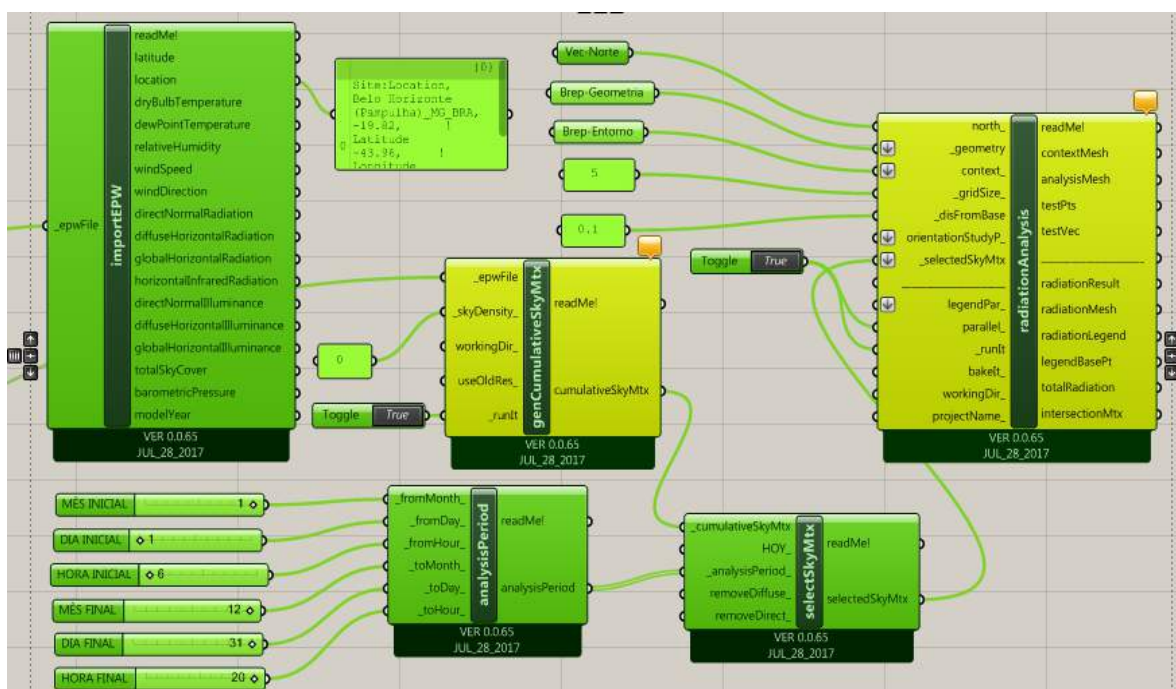 importEPW
_epwFile
readMe!
latitude
location
dryBulbTemperature
dewPointTemperature
relativeHumidity
windSpeed
windDirection
directNormalRadiation
diffuseHorizontalRadiation
globalHorizontalRadiation
horizontalInfraredRadiation
directNormalIlluminance
diffuseHorizontalIlluminance
globalHorizontalIlluminance
totalSkyCover
barometricPressure
modelYear
VER 0.0.65
JUL_28_2017
{0}
0
Site:Location,
Belo Horizonte
(Pampulha)_MG_BRA,
-19.82, !
Latitude
-43.96, !
Longitude
Vec-Norte
Brep-Geometria
Brep-Entorno
5
0,1
Toggle True
0
Toggle True
genCumulativeSkyMtx
_epwFile
_skyDensity_
workingDir_
useOldRes_
_runIt
readMe!
cumulativeSkyMtx
VER 0.0.65
JUL_28_2017
radiationAnalysis
north_
_geometry
context_
_gridSize_
_disFromBase
orientationStudyP_
_selectedSkyMtx
legendPar_
parallel_
_runIt
bakeIt_
workingDir_
projectName_
readMe!
contextMesh
analysisMesh
testPts
testVec
radiationResult
radiationMesh
radiationLegend
legendBasePt
totalRadiation
intersectionMtx
VER 0.0.65
JUL_28_2017
MÊS INICIAL 1
DIA INICIAL 1
HORA INICIAL 6
MÊS FINAL 12
DIA FINAL 31
HORA FINAL 20
analysisPeriod
_fromMonth_
_fromDay_
_fromHour_
_toMonth_
_toDay_
_toHour_
readMe!
analysisPeriod
VER 0.0.65
JUL_28_2017
selectSkyMtx
_cumulativeSkyMtx
HOY_
_analysisPeriod_
removeDiffuse_
removeDirect_
readMe!
selectedSkyMtx
VER 0.0.65
JUL_28_2017